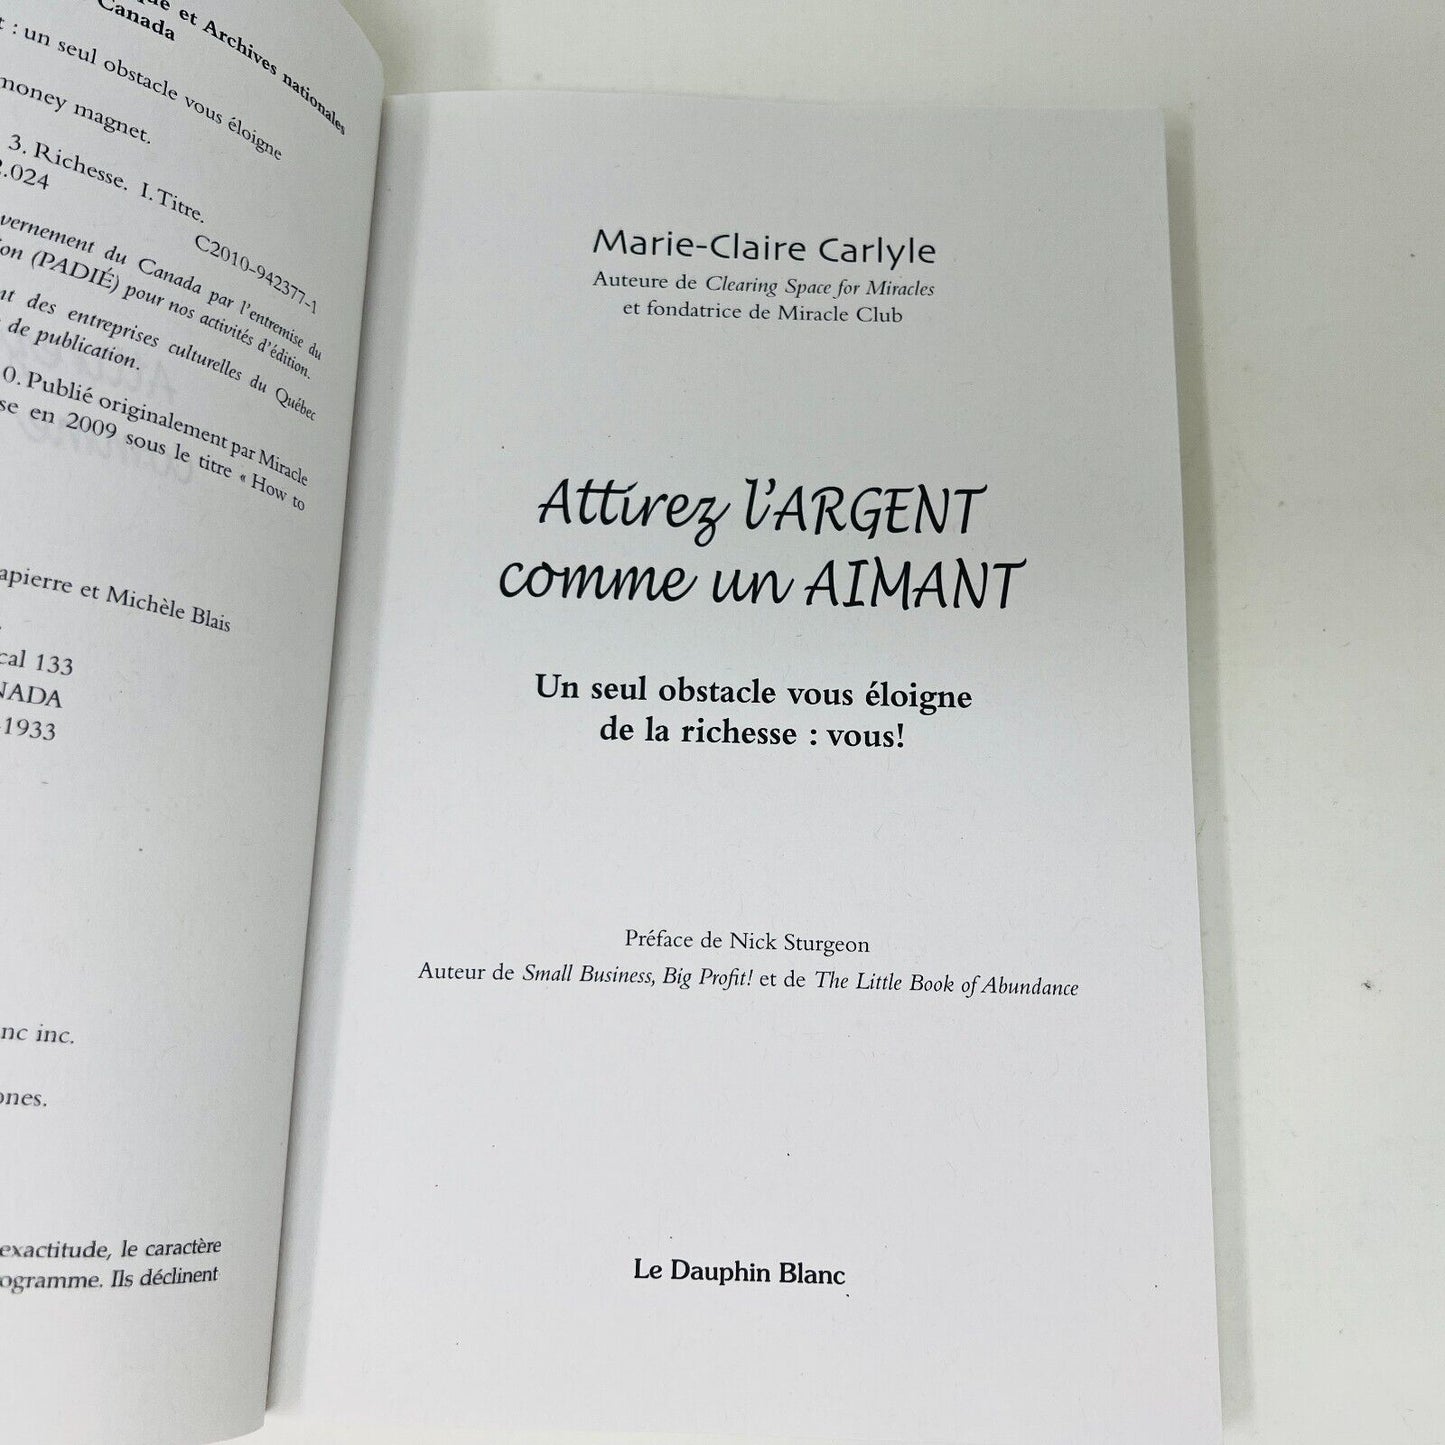 que et Archives nationales
Canada
: un seul obstacle vous éloigne
money magnet.
3. Richesse. I. Titre.
2.024
C2010-942377-1
vernement du Canada par l'entremise du
ion (PADIÉ) pour nos activités d'édition.
nt des entreprises culturelles du Québec
de publication.
0. Publié originalement par Miracle
se en 2009 sous le titre « How to
apierre et Michèle Blais
cal 133
NADA
-1933
nc inc.
ones.
exactitude, le caractère
ogramme. Ils déclinent
Marie-Claire Carlyle
Auteure de Clearing Space for Miracles
et fondatrice de Miracle Club
Attirez l'ARGENT
comme un AIMANT
Un seul obstacle vous éloigne
de la richesse : vous!
Préface de Nick Sturgeon
Auteur de Small Business, Big Profit! et de The Little Book of Abundance
Le Dauphin Blanc